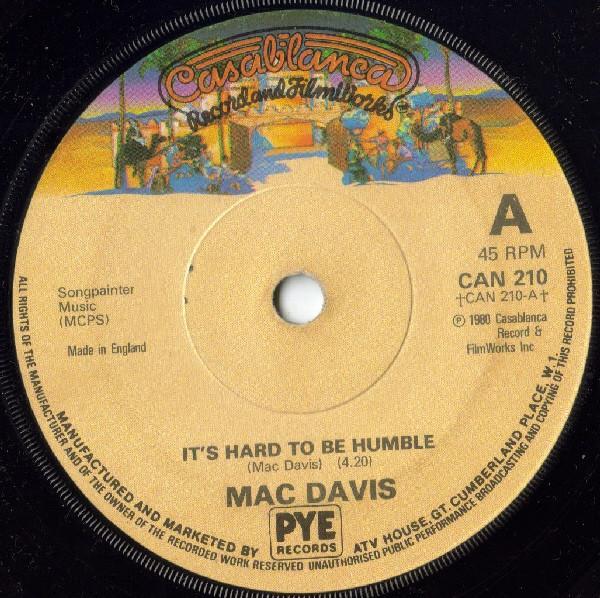 Casablanca
Record and FilmWorks
A
45 RPM
CAN 210
†CAN 210-A†
Ⓟ 1980 Casablanca
Record &
FilmWorks Inc
Songpainter
Music
(MCPS)
Made in England
IT'S HARD TO BE HUMBLE
(Mac Davis) (4.20)
MAC DAVIS
MANUFACTURED AND MARKETED BY PYE RECORDS ATV HOUSE, GT. CUMBERLAND PLACE, W.1.
ALL RIGHTS OF THE MANUFACTURER AND OF THE OWNER OF THE RECORDED WORK RESERVED UNAUTHORISED PUBLIC PERFORMANCE BROADCASTING AND COPYING OF THIS RECORD PROHIBITED